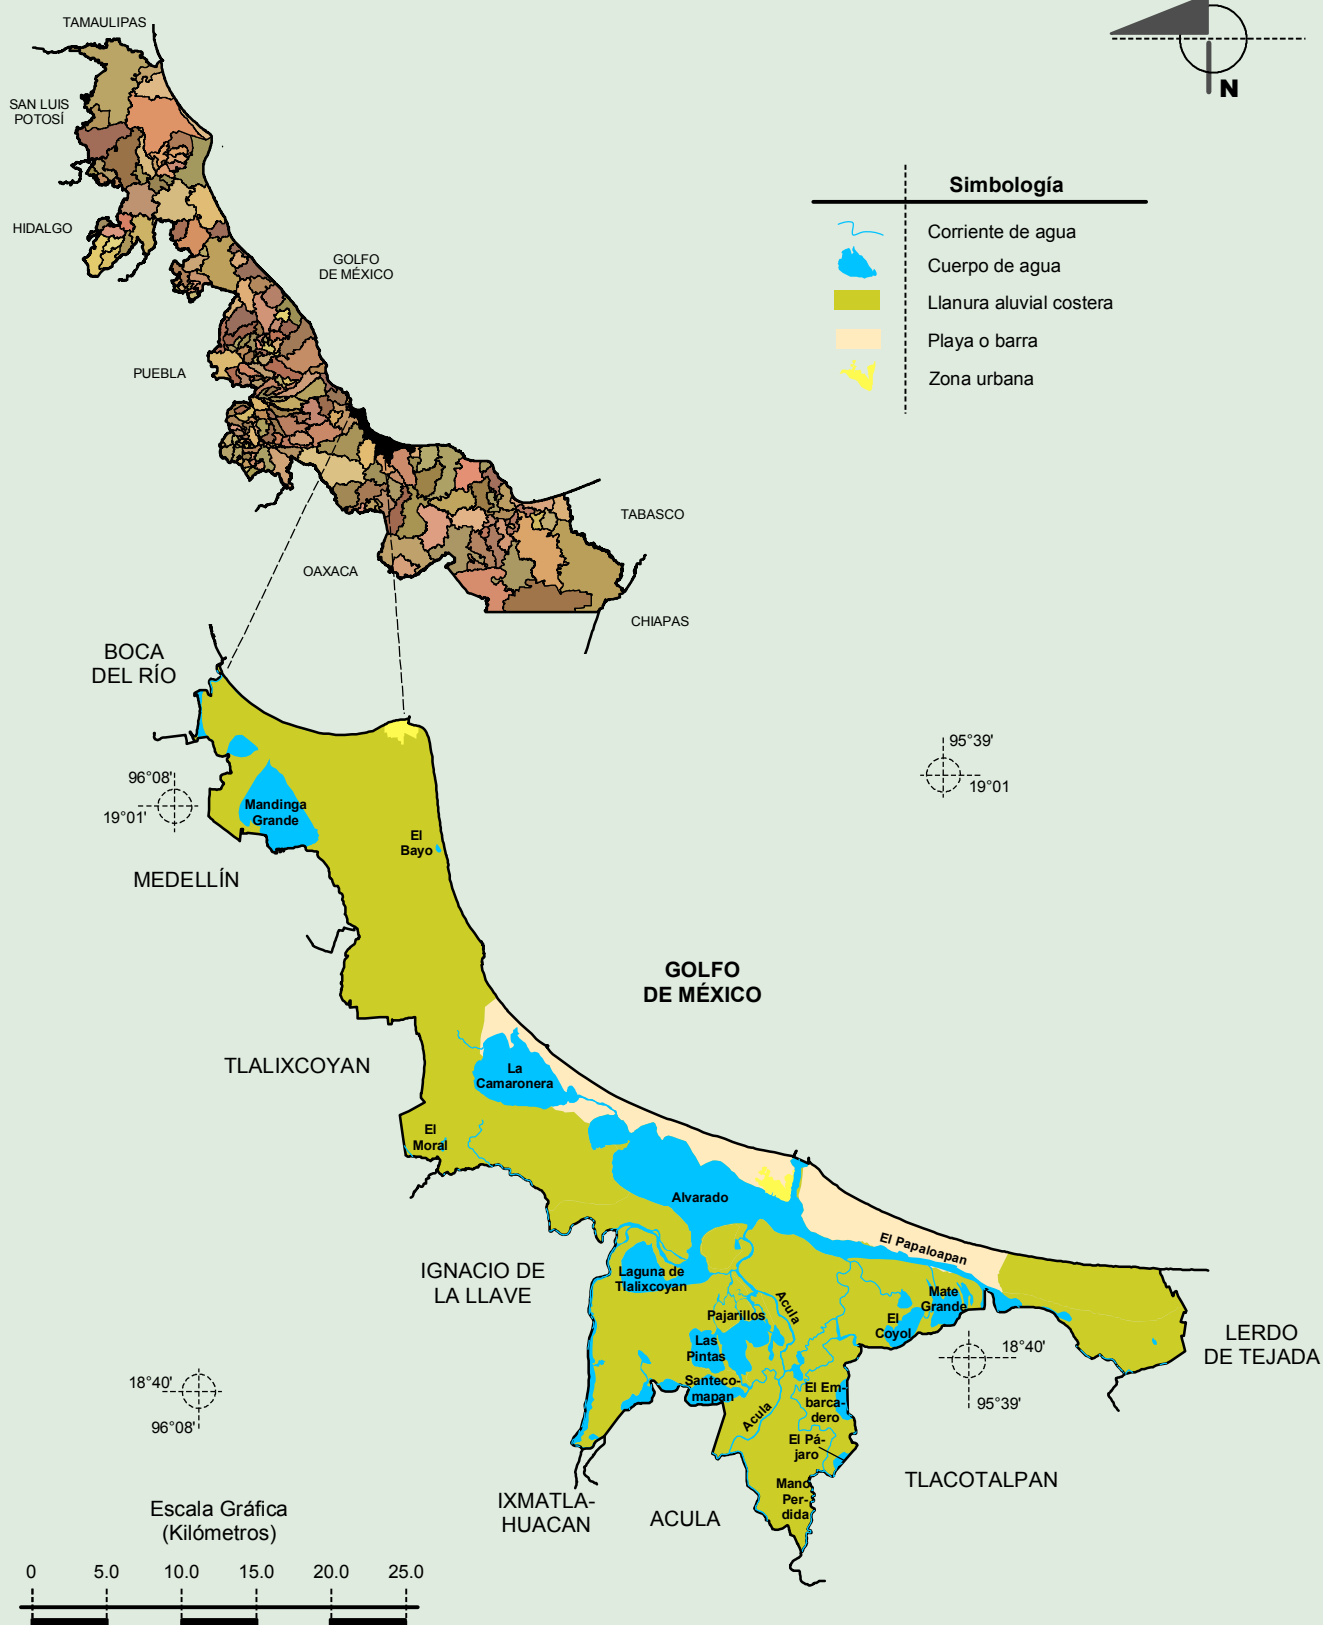 TAMAULIPAS
SAN LUIS
POTOSÍ
HIDALGO
GOLFO
DE MÉXICO
PUEBLA
OAXACA
TABASCO
CHIAPAS
N
Simbología
Corriente de agua
Cuerpo de agua
Llanura aluvial costera
Playa o barra
Zona urbana
BOCA
DEL RÍO
96°08'
19°01'
95°39'
19°01
Mandinga
Grande
El
Bayo
MEDELLÍN
GOLFO
DE MÉXICO
TLALIXCOYAN
La
Camaronera
El
Moral
Alvarado
El Papaloapan
IGNACIO DE
LA LLAVE
Laguna de
Tlalixcoyan
Pajarillos
Acula
Mate
Grande
El
Coyol
Las
Pintas
Santeco-
mapan
Acula
El Em-
barca-
dero
El Pá-
jaro
Mano
Per-
dida
LERDO
DE TEJADA
18°40'
95°39'
18°40'
96°08'
TLACOTALPAN
IXMATLA-
HUACAN
ACULA
Escala Gráfica
(Kilómetros)
0 5.0 10.0 15.0 20.0 25.0